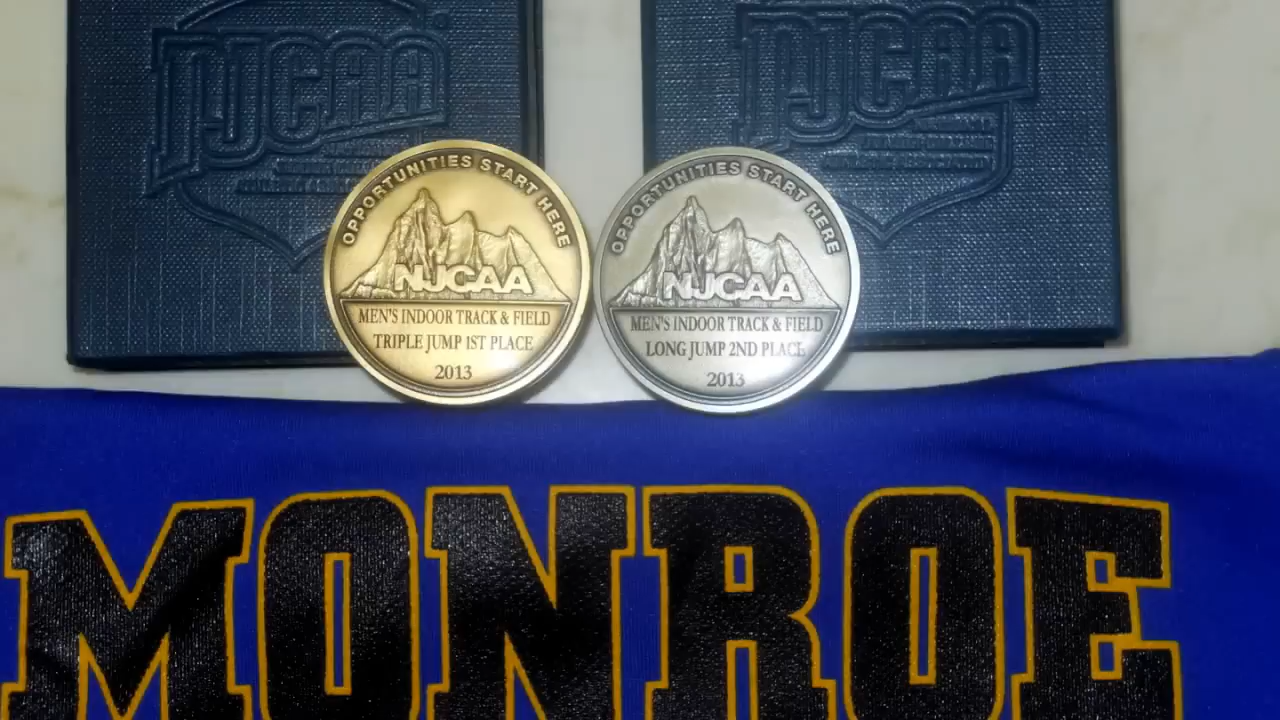 NJCAA
NJCAA
OPPORTUNITIES START HERE
NJCAA
MEN'S INDOOR TRACK & FIELD
TRIPLE JUMP 1ST PLACE
2013
OPPORTUNITIES START HERE
NJCAA
MEN'S INDOOR TRACK & FIELD
LONG JUMP 2ND PLACE
2013
MONROE